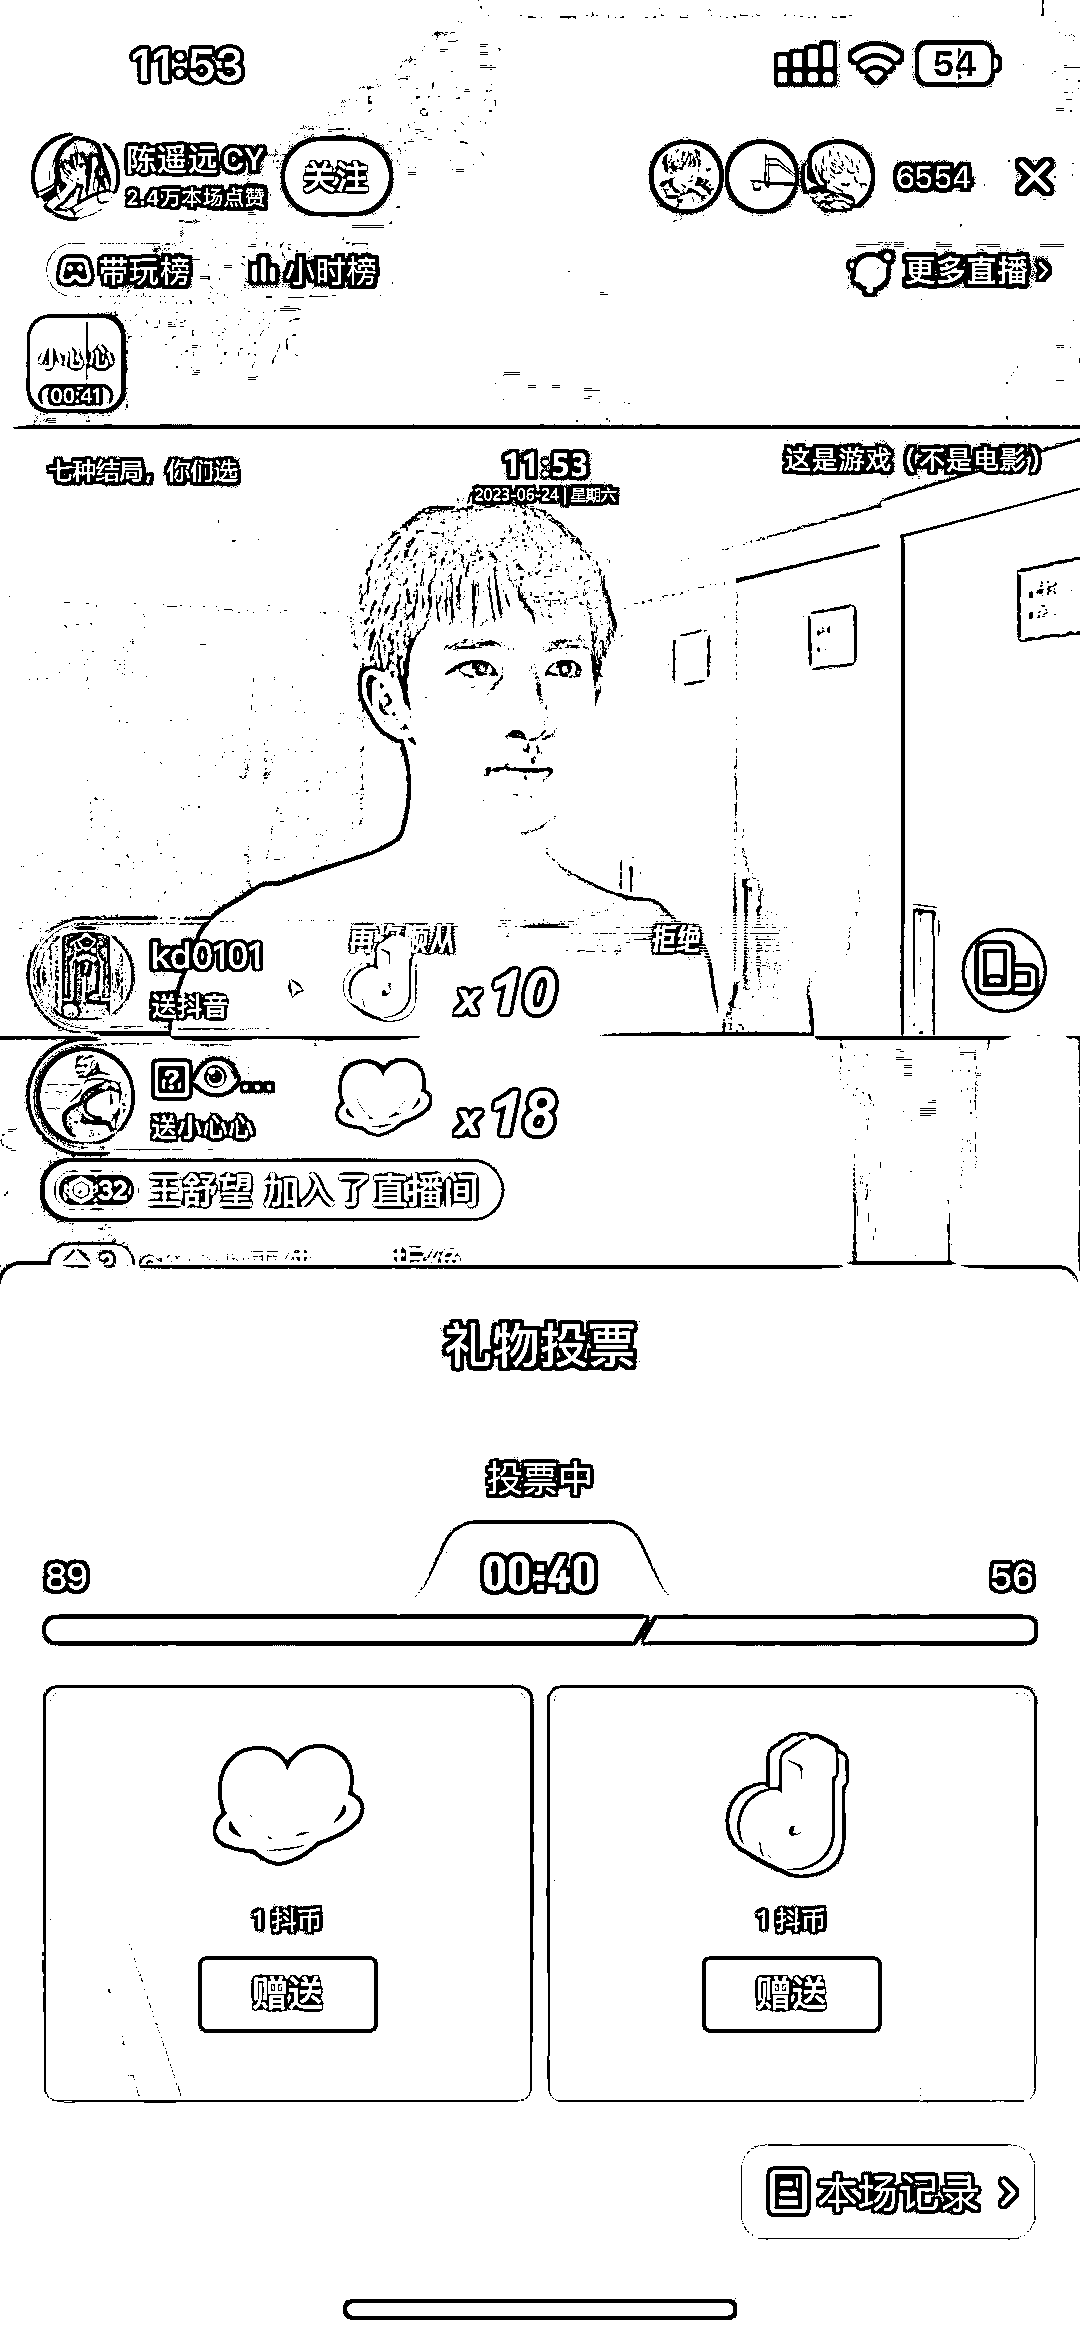 11:53
54
陈遥远CY
关注
6554
2.4万本场点赞
带玩榜
小时榜
更多直播
小心心
00:41
七种结局，你们选
11:53
这是游戏（不是电影）
2023-06-24|星期六
kd0101
送抖音
x10
拒绝
送小心心
x18
32 王舒望 加入了直播间
礼物投票
投票中
89
00:40
56
1抖币
1抖币
赠送
赠送
本场记录